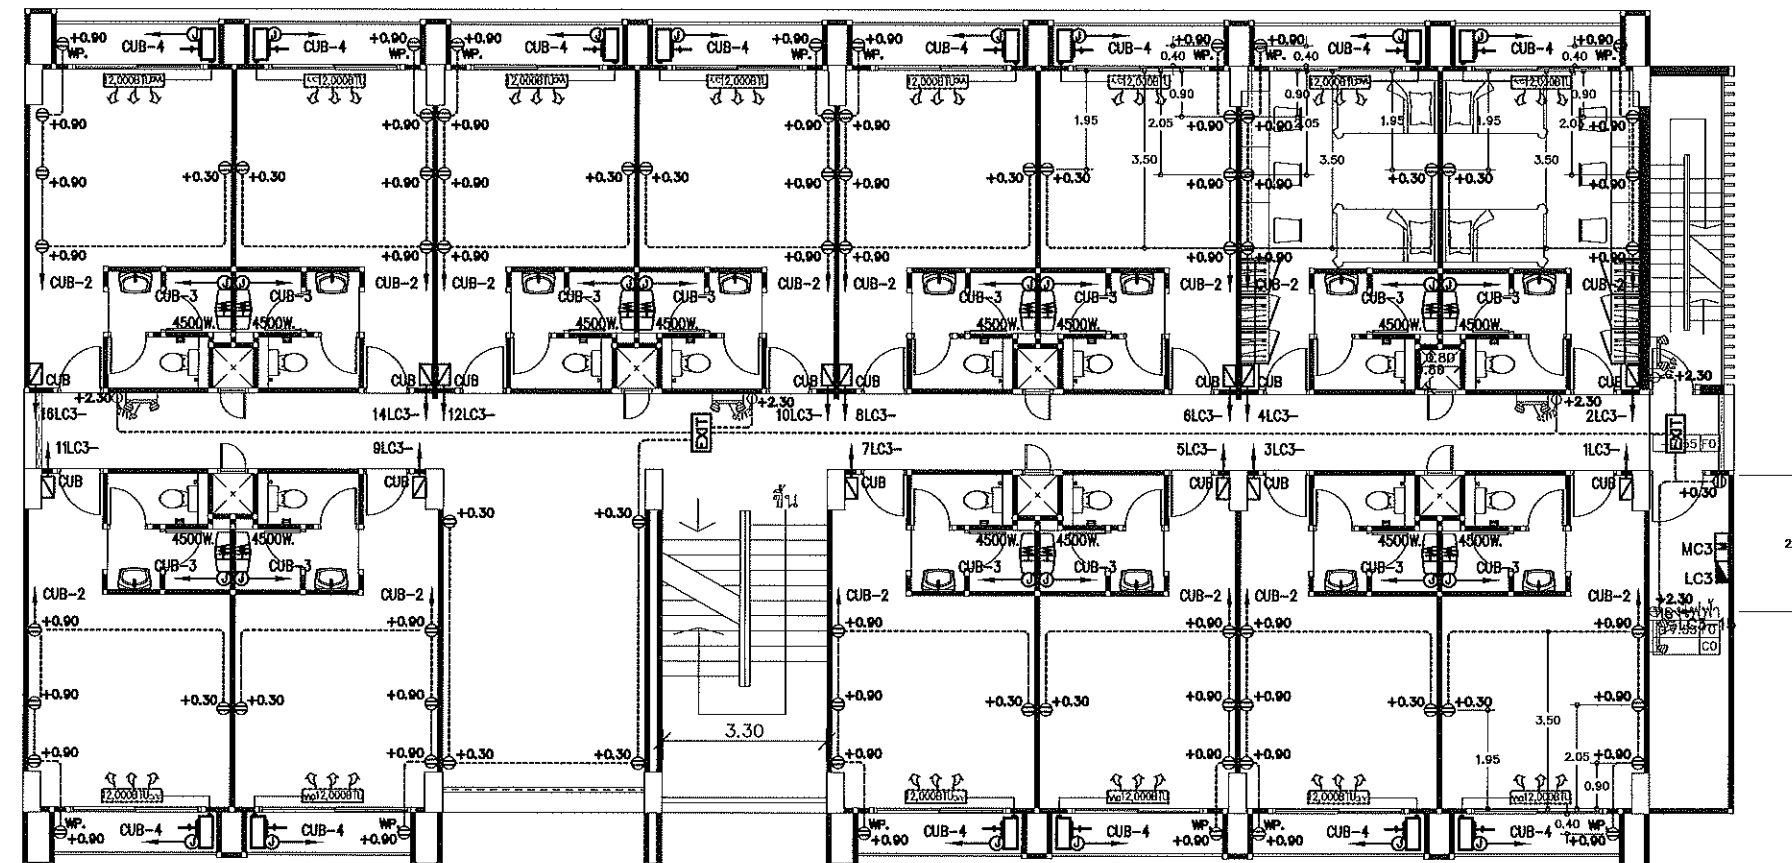 +0.90 CUB-4 CUB-4 +0.90 +0.90 CUB-4 CUB-4 +0.90 +0.90 CUB-4 CUB-4 +0.90 +0.90 CUB-4 CUB-4 +0.90
WP. WP. WP. WP. WP. WP. WP. WP.
0.40 0.40 0.40
12,000BTU 12,000BTU 12,000BTU 12,000BTU 12,000BTU 12,000BTU 12,000BTU 12,000BTU
0.90 0.90 0.90
+0.90 +0.90 +0.90 +0.90 +0.90 +0.90 +0.90 +0.90
1.95 2.05 2.05 1.95 1.95 2.05
3.50 3.50 3.50
+0.90 +0.30 +0.30 +0.90 +0.90 +0.30 +0.30 +0.90 +0.90 +0.30 +0.30 +0.90 +0.90 +0.30 +0.30 +0.90
+0.90 +0.90 +0.90 +0.90 +0.90 +0.90 +0.90 +0.90
CUB-2 CUB-2 CUB-2 CUB-2 CUB-2 CUB-2 CUB-2 CUB-2
CUB-3 CUB-3 CUB-3 CUB-3 CUB-3 CUB-3 CUB-3 CUB-3
4500W. 4500W. 4500W. 4500W. 4500W. 4500W. 4500W. 4500W.
0.80
CUB CUB CUB CUB CUB CUB CUB CUB
+2.30 +2.30 +2.30 +2.30
16LC3- 14LC3- 12LC3- 10LC3- 8LC3- 6LC3- 4LC3- 2LC3-
EXIT EXIT
11LC3- 9LC3- 7LC3- 5LC3- 3LC3- 1LC3-
CUB CUB CUB CUB CUB CUB
+0.30
ขึ้น
+0.30 +0.30
4500W. 4500W. 4500W. 4500W. 4500W. 4500W.
MC3
CUB-3 CUB-3 CUB-3 CUB-3 CUB-3 CUB-3
LC3
CUB-2 CUB-2 CUB-2 CUB-2 CUB-2 CUB-2
+2.30
+0.90 +0.90 +0.90 +0.90 +0.90 +0.90
CO
+0.90 +0.30 +0.30 +0.90 +0.90 +0.30 +0.30 +0.90 +0.90 +0.30 +0.30 +0.90
3.50
3.30
+0.90 +0.90 +0.30 +0.30 +0.90 +0.90 +0.90 1.95 2.05 +0.90
0.90
12,000BTU 12,000BTU 12,000BTU 12,000BTU 12,000BTU 12,000BTU
WP. CUB-4 CUB-4 WP. WP. CUB-4 CUB-4 WP. WP. CUB-4 CUB-4 0.40 WP.
+0.90 +0.90 +0.90 +0.90 +0.90 +0.90